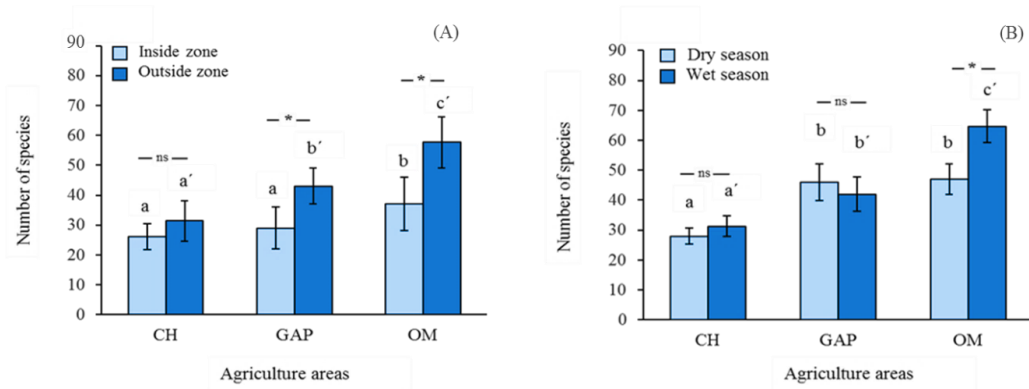 (A)
Inside zone
Outside zone
Number of species
90
80
70
60
50
40
30
20
10
0
ns
*
*
a
a´
a
b´
b
c´
CH GAP OM
Agriculture areas
(B)
Dry season
Wet season
Number of species
90
80
70
60
50
40
30
20
10
0
ns
ns
*
a
a´
b
b´
b
c´
CH GAP OM
Agriculture areas